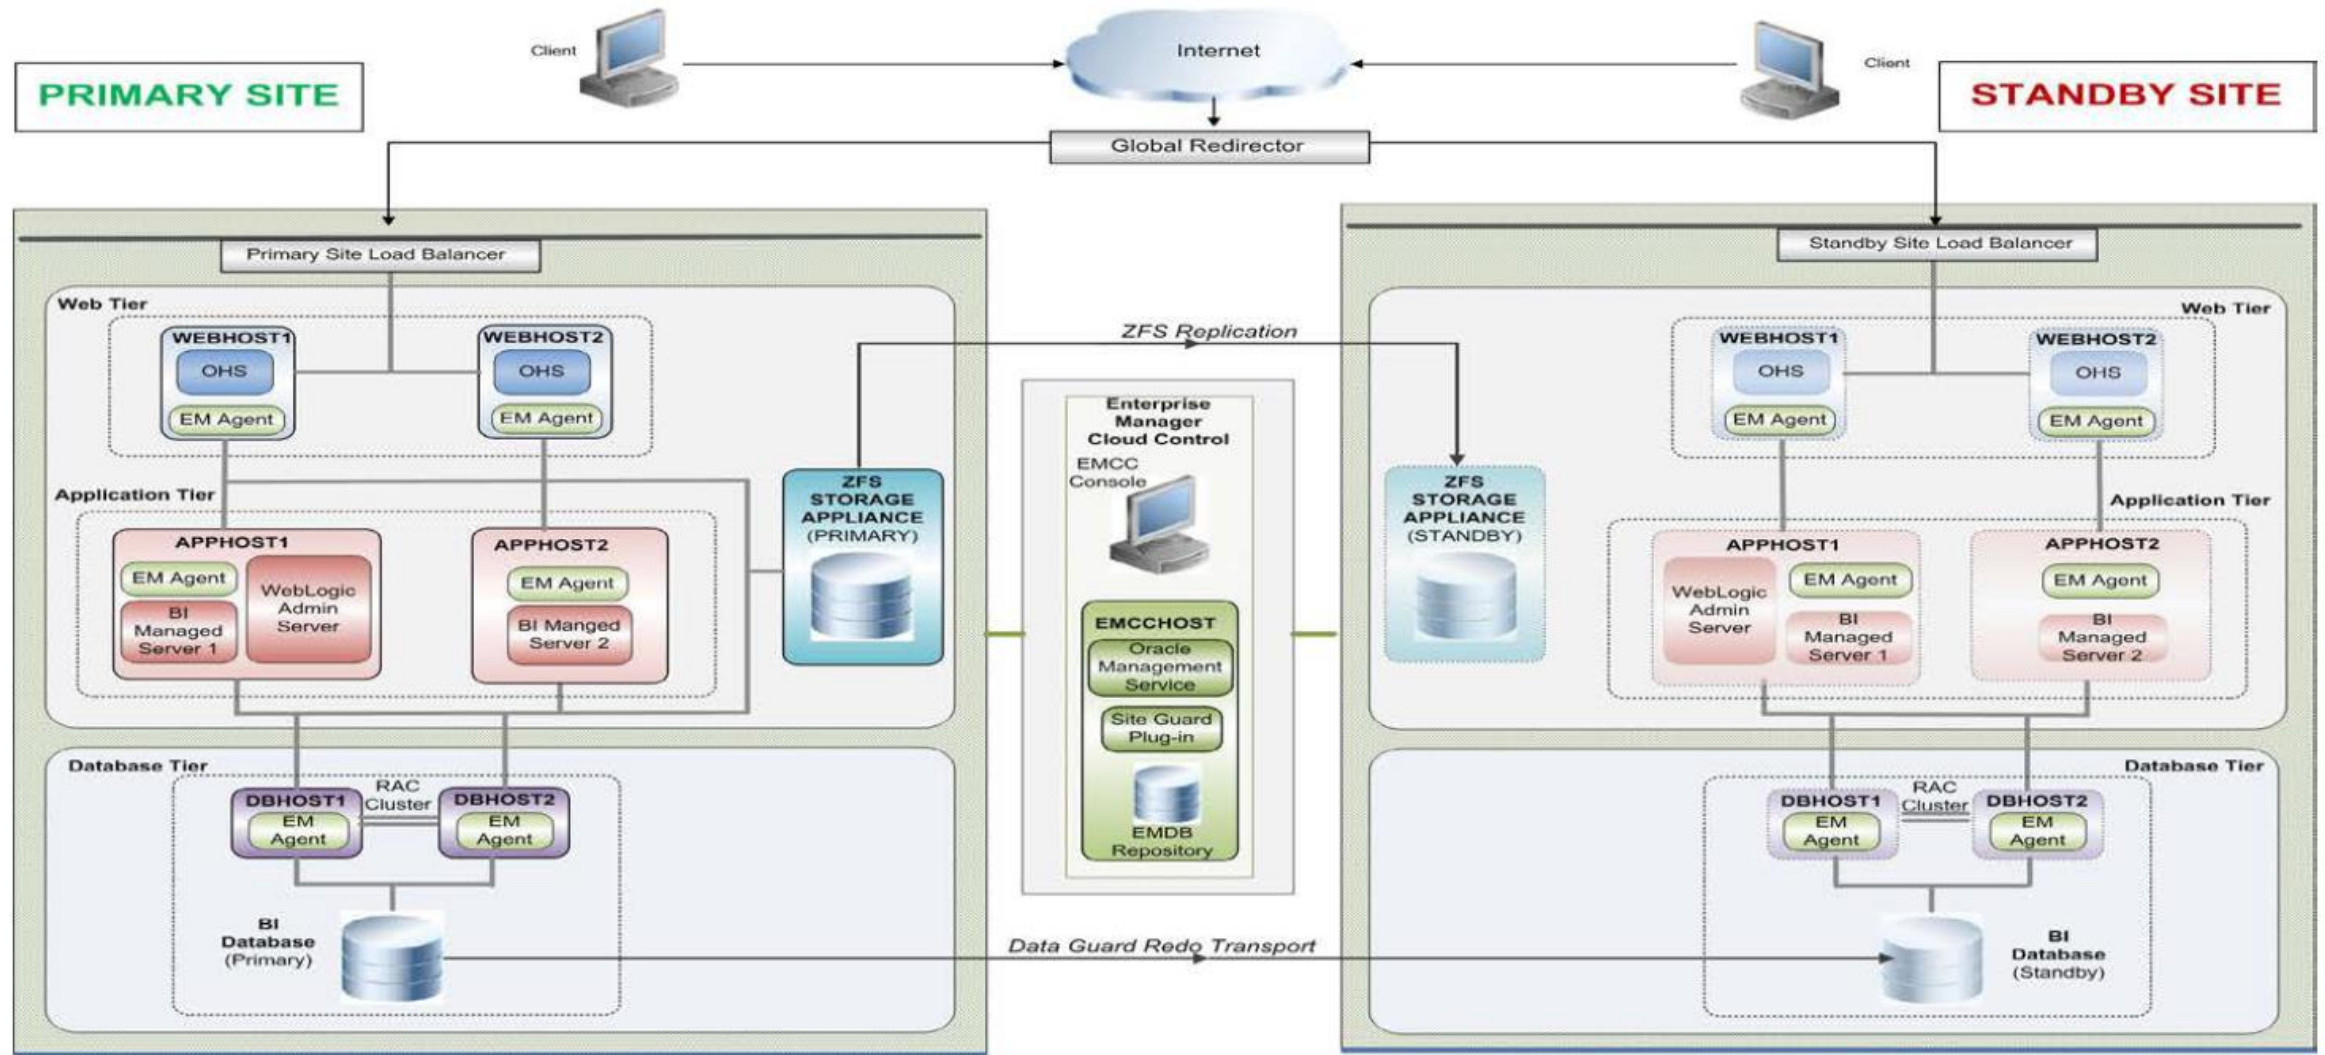 Client
Internet
Client
PRIMARY SITE
STANDBY SITE
Global Redirector
Primary Site Load Balancer
Web Tier
WEBHOST1
OHS
EM Agent
WEBHOST2
OHS
EM Agent
Application Tier
APPHOST1
EM Agent
BI
Managed
Server 1
WebLogic
Admin
Server
APPHOST2
EM Agent
BI Manged
Server 2
ZFS
STORAGE
APPLIANCE
(PRIMARY)
Database Tier
RAC
Cluster
DBHOST1
EM
Agent
DBHOST2
EM
Agent
BI
Database
(Primary)
ZFS Replication
Enterprise
Manager
Cloud Control
EMCC
Console
EMCCHOST
Oracle
Management
Service
Site Guard
Plug-in
EMDB
Repository
Data Guard Redo Transport
Standby Site Load Balancer
Web Tier
WEBHOST1
OHS
EM Agent
WEBHOST2
OHS
EM Agent
ZFS
STORAGE
APPLIANCE
(STANDBY)
Application Tier
APPHOST1
WebLogic
Admin
Server
EM Agent
BI
Managed
Server 1
APPHOST2
EM Agent
BI
Managed
Server 2
Database Tier
RAC
Cluster
DBHOST1
EM
Agent
DBHOST2
EM
Agent
BI
Database
(Standby)